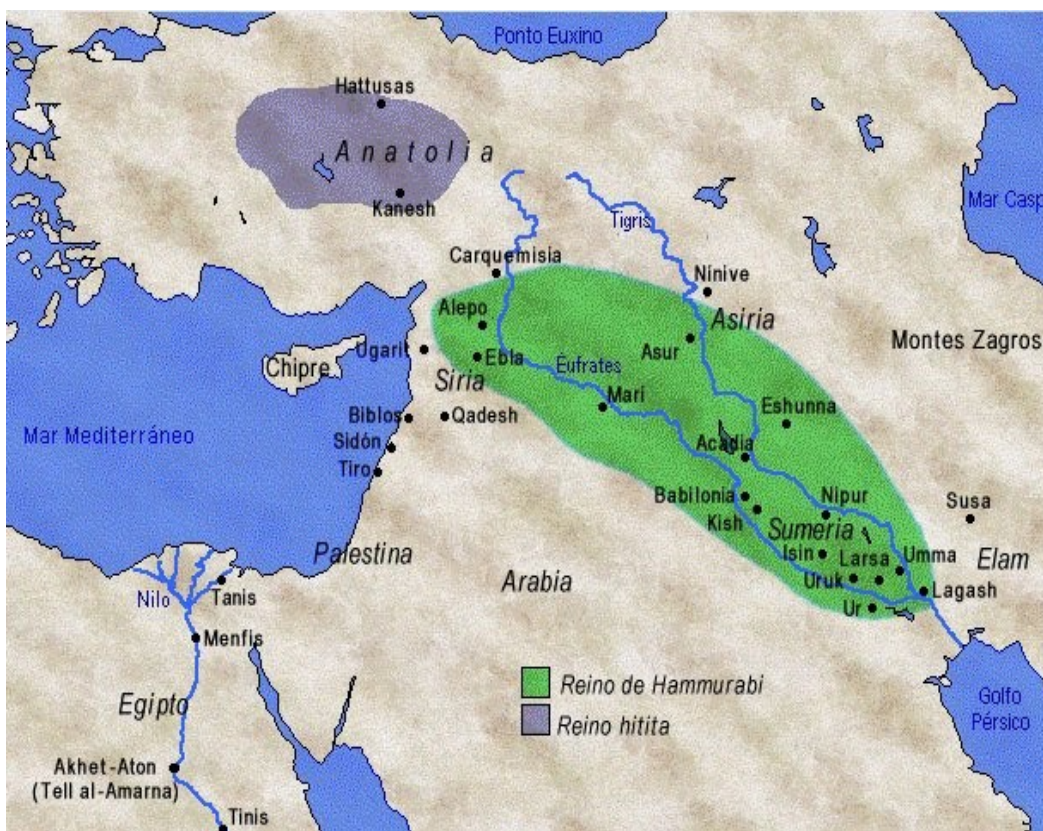 Ponto Euxino
Hattusas
Anatolia
Kanesh
Tigris
Mar Casp
Carquemisia
Nínive
Alepo
Asiria
Asur
Montes Zagros
Ugarit
Ebla
Éufrates
Chipre
Siria
Mari
Eshunna
Biblos
Qadesh
Mar Mediterráneo
Sidón
Acadia
Tiro
Babilonia
Nipur
Susa
Kish
Sumeria
Palestina
Isin
Larsa
Umma
Elam
Arabia
Uruk
Lagash
Nilo
Tanis
Ur
Menfis
Reino de Hammurabi
Egipto
Golfo
Pérsico
Reino hitita
Akhet-Aton
(Tell al-Amarna)
Tinis